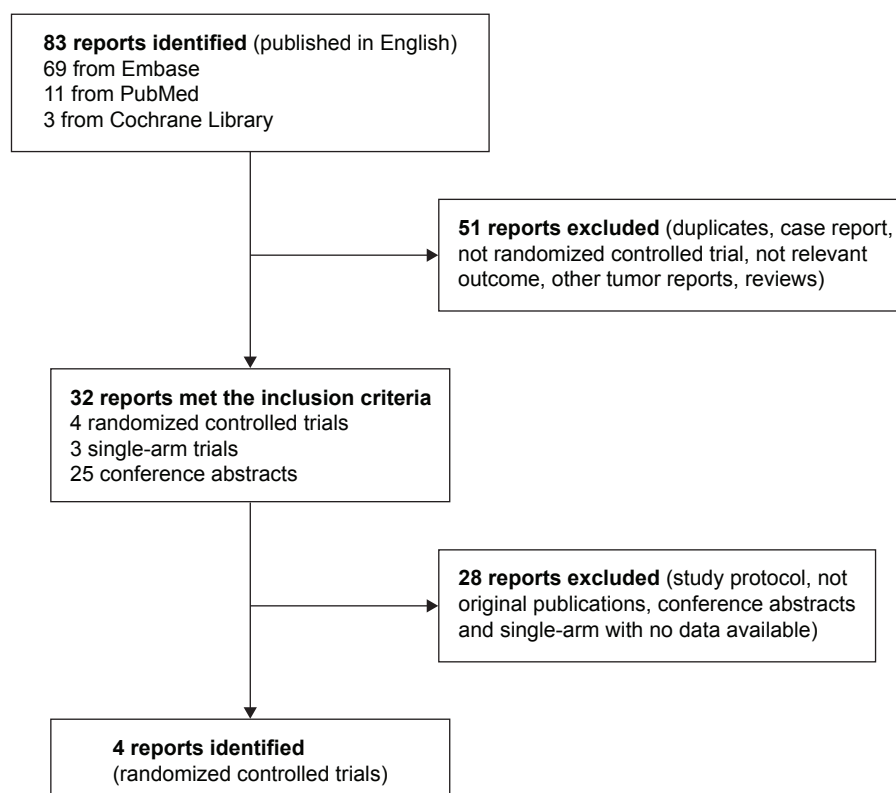 83 reports identified (published in English)
69 from Embase
11 from PubMed
3 from Cochrane Library
51 reports excluded (duplicates, case report,
not randomized controlled trial, not relevant
outcome, other tumor reports, reviews)
32 reports met the inclusion criteria
4 randomized controlled trials
3 single-arm trials
25 conference abstracts
28 reports excluded (study protocol, not
original publications, conference abstracts
and single-arm with no data available)
4 reports identified
(randomized controlled trials)